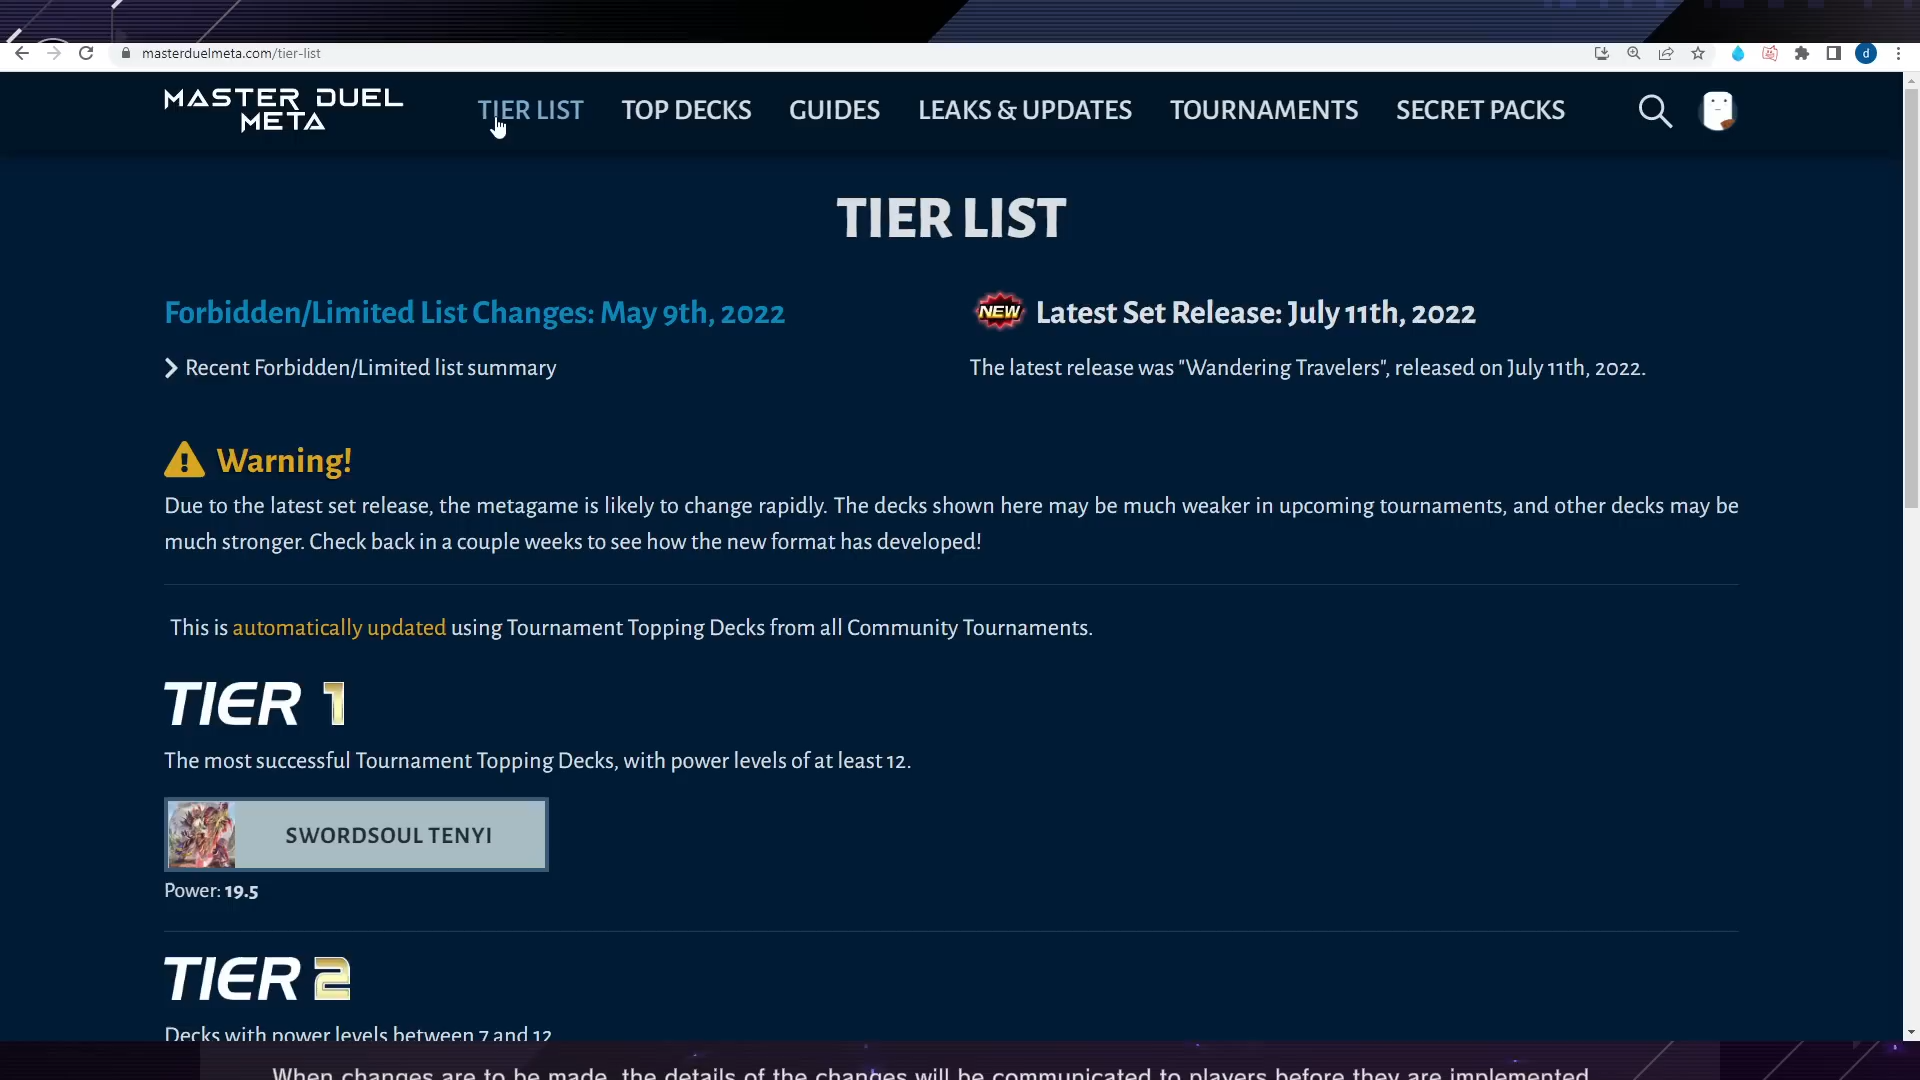 masterduelmeta.com/tier-list
d
MASTER DUEL
META
TIER LIST
TOP DECKS
GUIDES
LEAKS & UPDATES
TOURNAMENTS
SECRET PACKS
TIER LIST
Forbidden/Limited List Changes: May 9th, 2022
Recent Forbidden/Limited list summary
NEW Latest Set Release: July 11th, 2022
The latest release was "Wandering Travelers", released on July 11th, 2022.
Warning!
Due to the latest set release, the metagame is likely to change rapidly. The decks shown here may be much weaker in upcoming tournaments, and other decks may be
much stronger. Check back in a couple weeks to see how the new format has developed!
This is automatically updated using Tournament Topping Decks from all Community Tournaments.
TIER 1
The most successful Tournament Topping Decks, with power levels of at least 12.
SWORDSOUL TENYI
Power: 19.5
TIER 2
Decks with power levels between 7 and 12
When changes are to be made, the details of the changes will be communicated to players before they are implemented